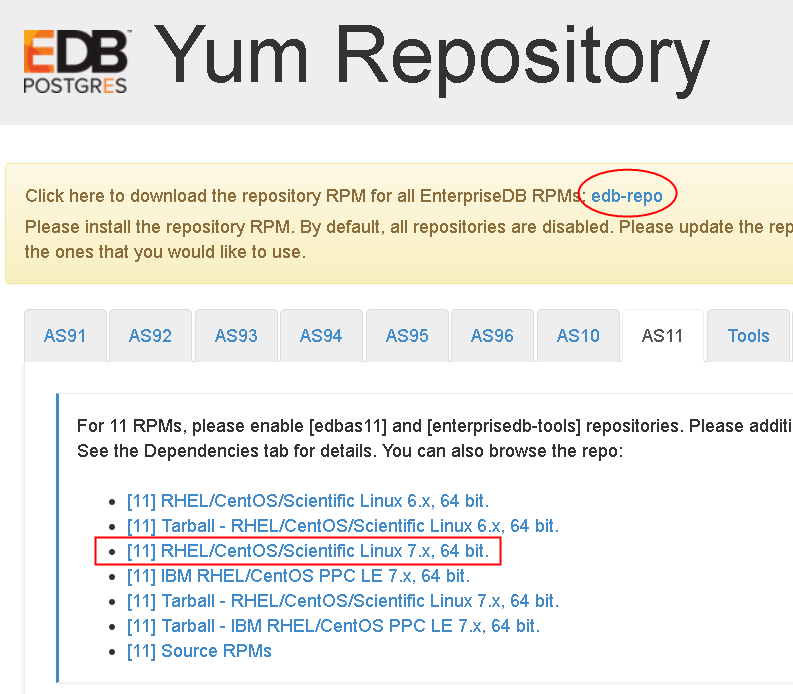 EDB
POSTGRES
Yum Repository
Click here to download the repository RPM for all EnterpriseDB RPMs: edb-repo
Please install the repository RPM. By default, all repositories are disabled. Please update the rep
the ones that you would like to use.
AS91 AS92 AS93 AS94 AS95 AS96 AS10 AS11 Tools
For 11 RPMs, please enable [edbas11] and [enterprisedb-tools] repositories. Please additi
See the Dependencies tab for details. You can also browse the repo:
• [11] RHEL/CentOS/Scientific Linux 6.x, 64 bit.
• [11] Tarball - RHEL/CentOS/Scientific Linux 6.x, 64 bit.
• [11] RHEL/CentOS/Scientific Linux 7.x, 64 bit.
• [11] IBM RHEL/CentOS PPC LE 7.x, 64 bit.
• [11] Tarball - RHEL/CentOS/Scientific Linux 7.x, 64 bit.
• [11] Tarball - IBM RHEL/CentOS PPC LE 7.x, 64 bit.
• [11] Source RPMs